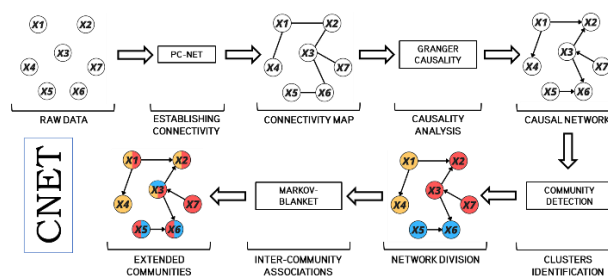 X1 X2 X3 X4 X7 X5 X6
PC-NET
X1 X2 X3 X4 X7 X5 X6
GRANGER
CAUSALITY
X1 X2 X3 X4 X7 X5 X6
RAW DATA
ESTABLISHING
CONNECTIVITY
CONNECTIVITY MAP
CAUSALITY
ANALYSIS
CAUSAL NETWORK
CNET
X1 X2 X3 X4 X7 X5 X6
MARKOV-
BLANKET
X1 X2 X3 X4 X7 X5 X6
COMMUNITY
DETECTION
EXTENDED
COMMUNITIES
INTER-COMMUNITY
ASSOCIATIONS
NETWORK DIVISION
CLUSTERS
IDENTIFICATION